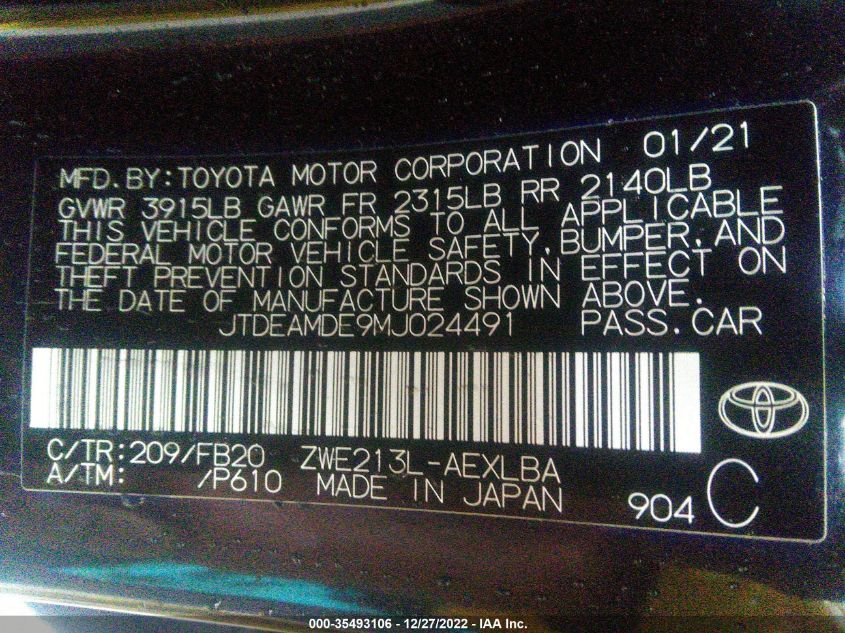 MFD.BY:TOYOTA MOTOR CORPORATION 01/21
GVWR 3915LB GAWR FR 2315LB RR 2140LB
THIS VEHICLE CONFORMS TO ALL APPLICABLE
FEDERAL MOTOR VEHICLE SAFETY,BUMPER,AND
THEFT PREVENTION STANDARDS IN EFFECT ON
THE DATE OF MANUFACTURE SHOWN ABOVE.
JTDEAMDE9MJ024491 PASS.CAR
C/TR:209/FB20 ZWE213L-AEXLBA
A/TM: /P610 MADE IN JAPAN 904 C
000-35493106 - 12/27/2022 - IAA Inc.